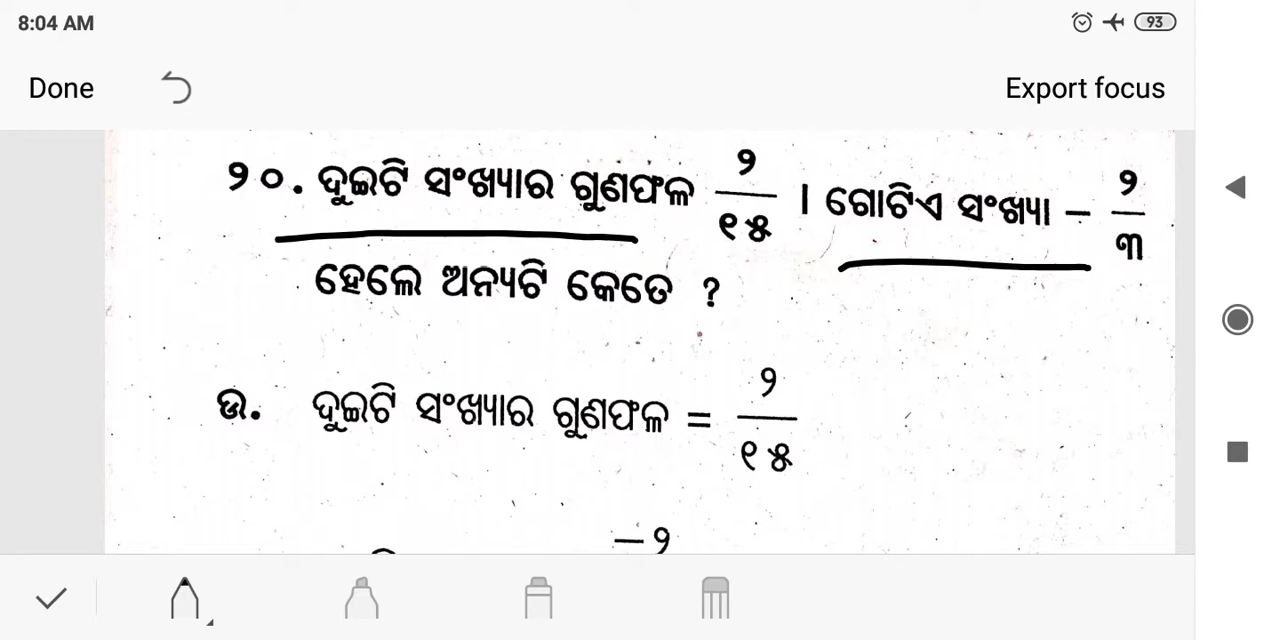 8:04 AM 93
Done Export focus
୨୦. ଦୁଇଟି ସଂଖ୍ୟାର ଗୁଣଫଳ ୨/୧୫ । ଗୋଟିଏ ସଂଖ୍ୟା – ୨/୩
ହେଲେ ଅନ୍ୟଟି କେତେ ?
ଉ. ଦୁଇଟି ସଂଖ୍ୟାର ଗୁଣଫଳ = ୨/୧୫
– ୨